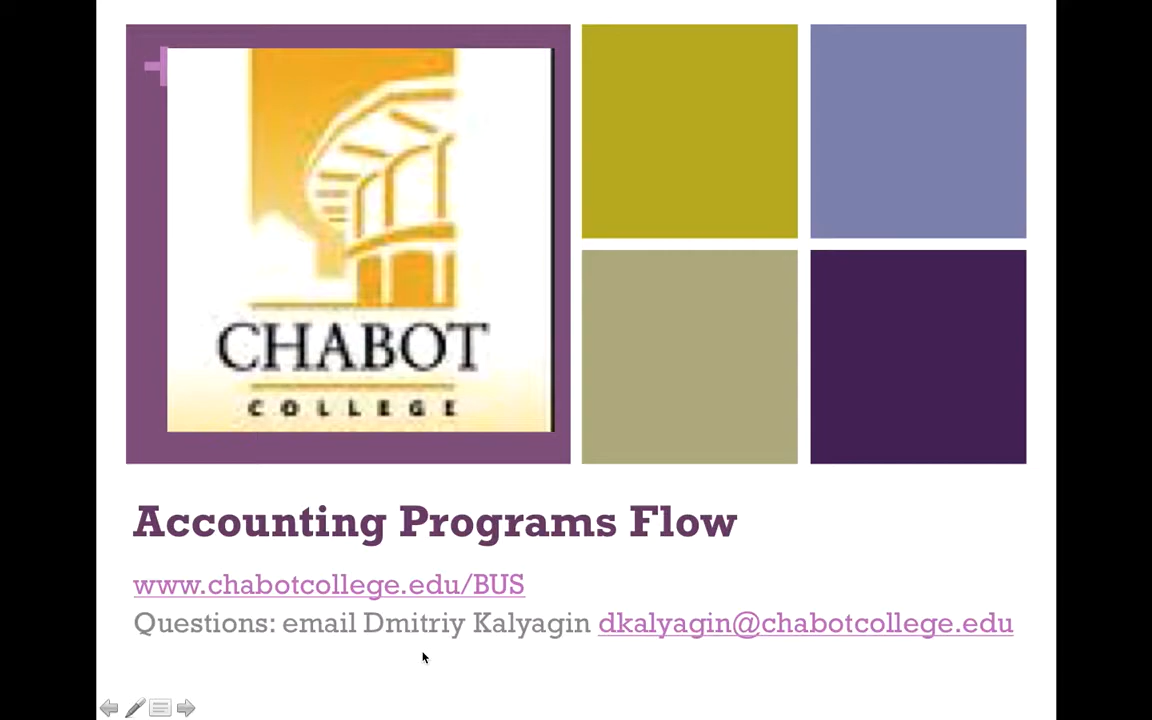 CHABOT
COLLEGE
Accounting Programs Flow
www.chabotcollege.edu/BUS
Questions: email Dmitriy Kalyagin dkalyagin@chabotcollege.edu